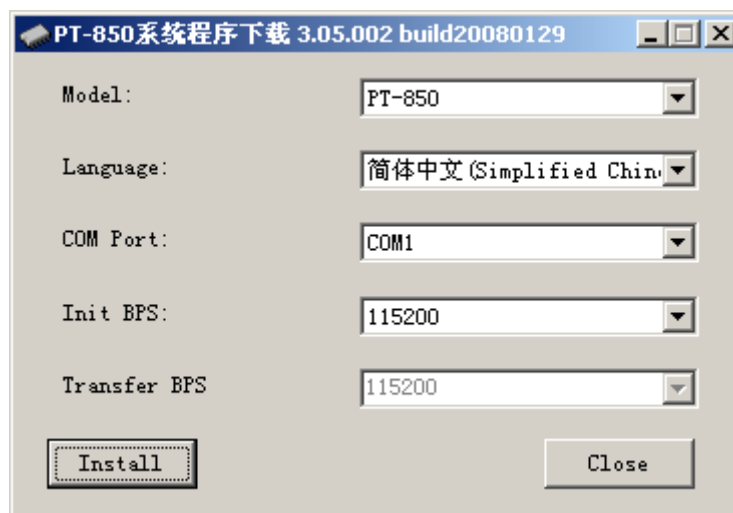 PT-850系统程序下载 3.05.002 build20080129
Model: PT-850
Language: 简体中文(Simplified Chin
COM Port: COM1
Init BPS: 115200
Transfer BPS 115200
Install Close